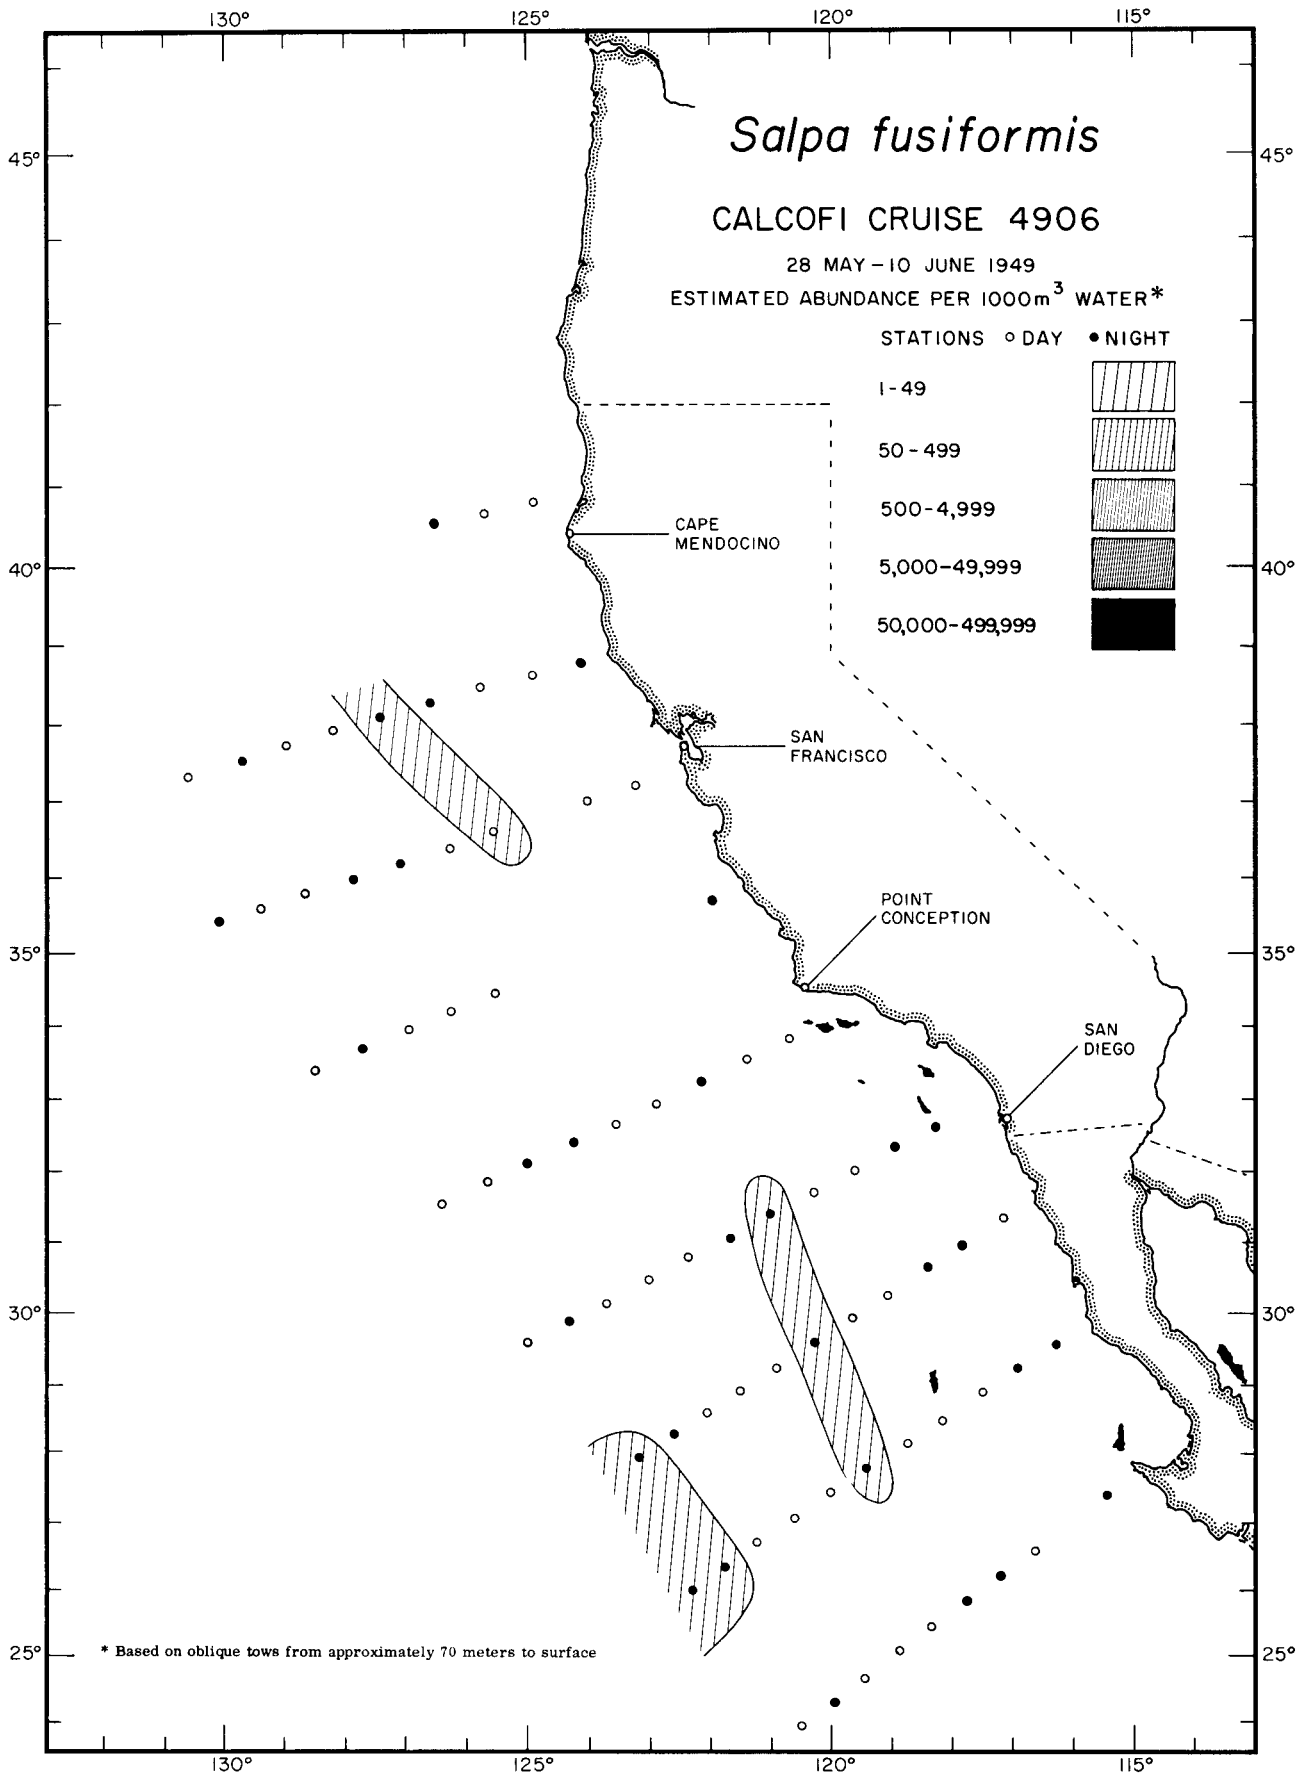 130° 125° 120° 115°
Salpa fusiformis
45° 45°
CALCOFI CRUISE 4906
28 MAY – 10 JUNE 1949
ESTIMATED ABUNDANCE PER 1000m³ WATER*
STATIONS ○ DAY ● NIGHT
1 - 49
50 - 499
500 - 4,999
CAPE
MENDOCINO
40° 5,000 - 49,999 40°
50,000 - 499,999
SAN
FRANCISCO
POINT
CONCEPTION
35° 35°
SAN
DIEGO
30° 30°
* Based on oblique tows from approximately 70 meters to surface
25° 25°
130° 125° 120° 115°